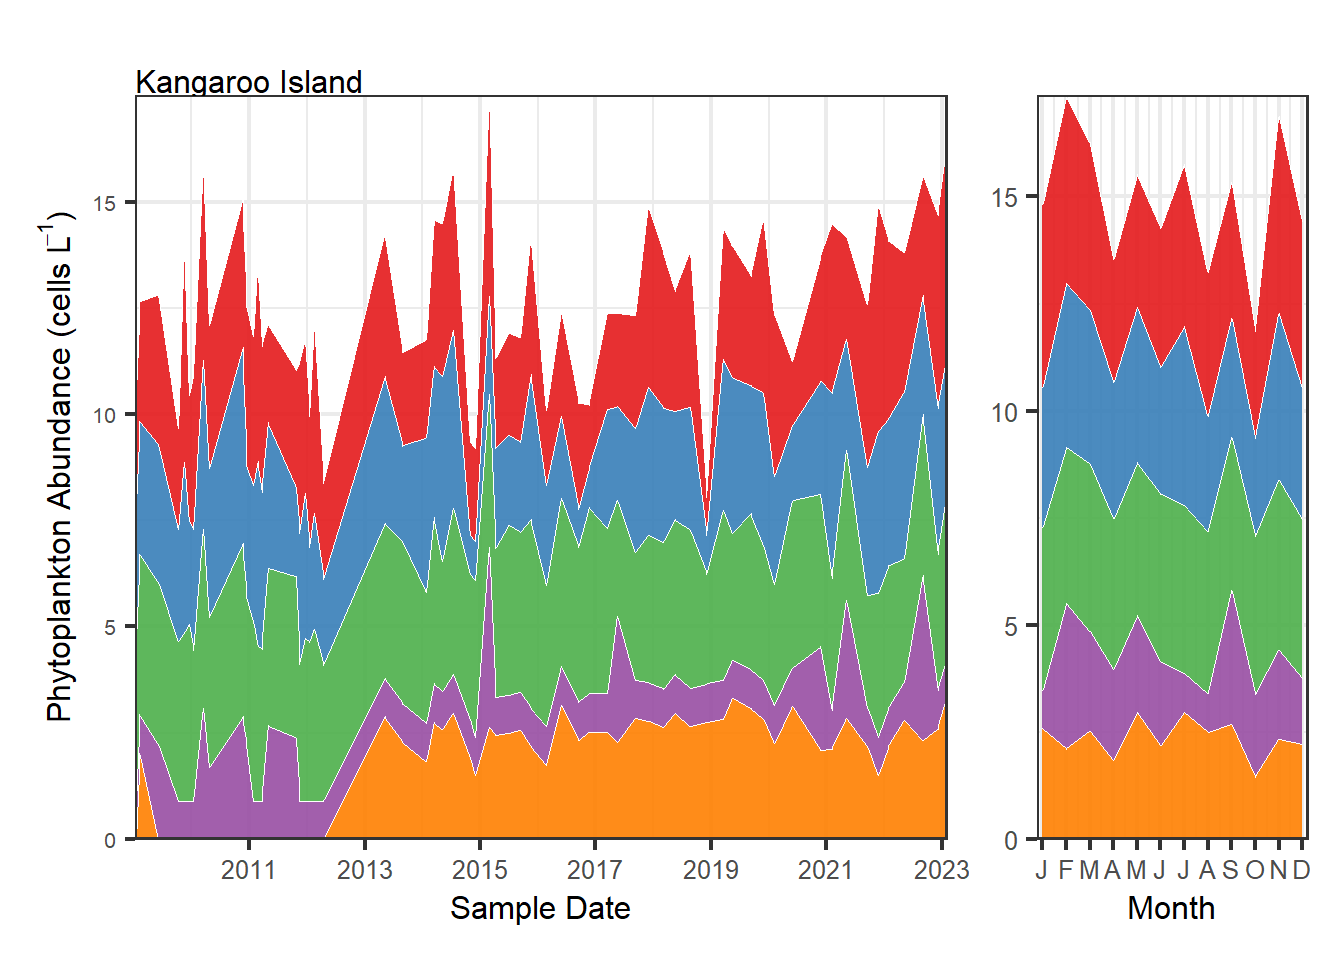 Kangaroo Island
Phytoplankton Abundance (cells L⁻¹)
15
10
5
0
2011 2013 2015 2017 2019 2021 2023
Sample Date
15
10
5
0
J F M A M J J A S O N D
Month